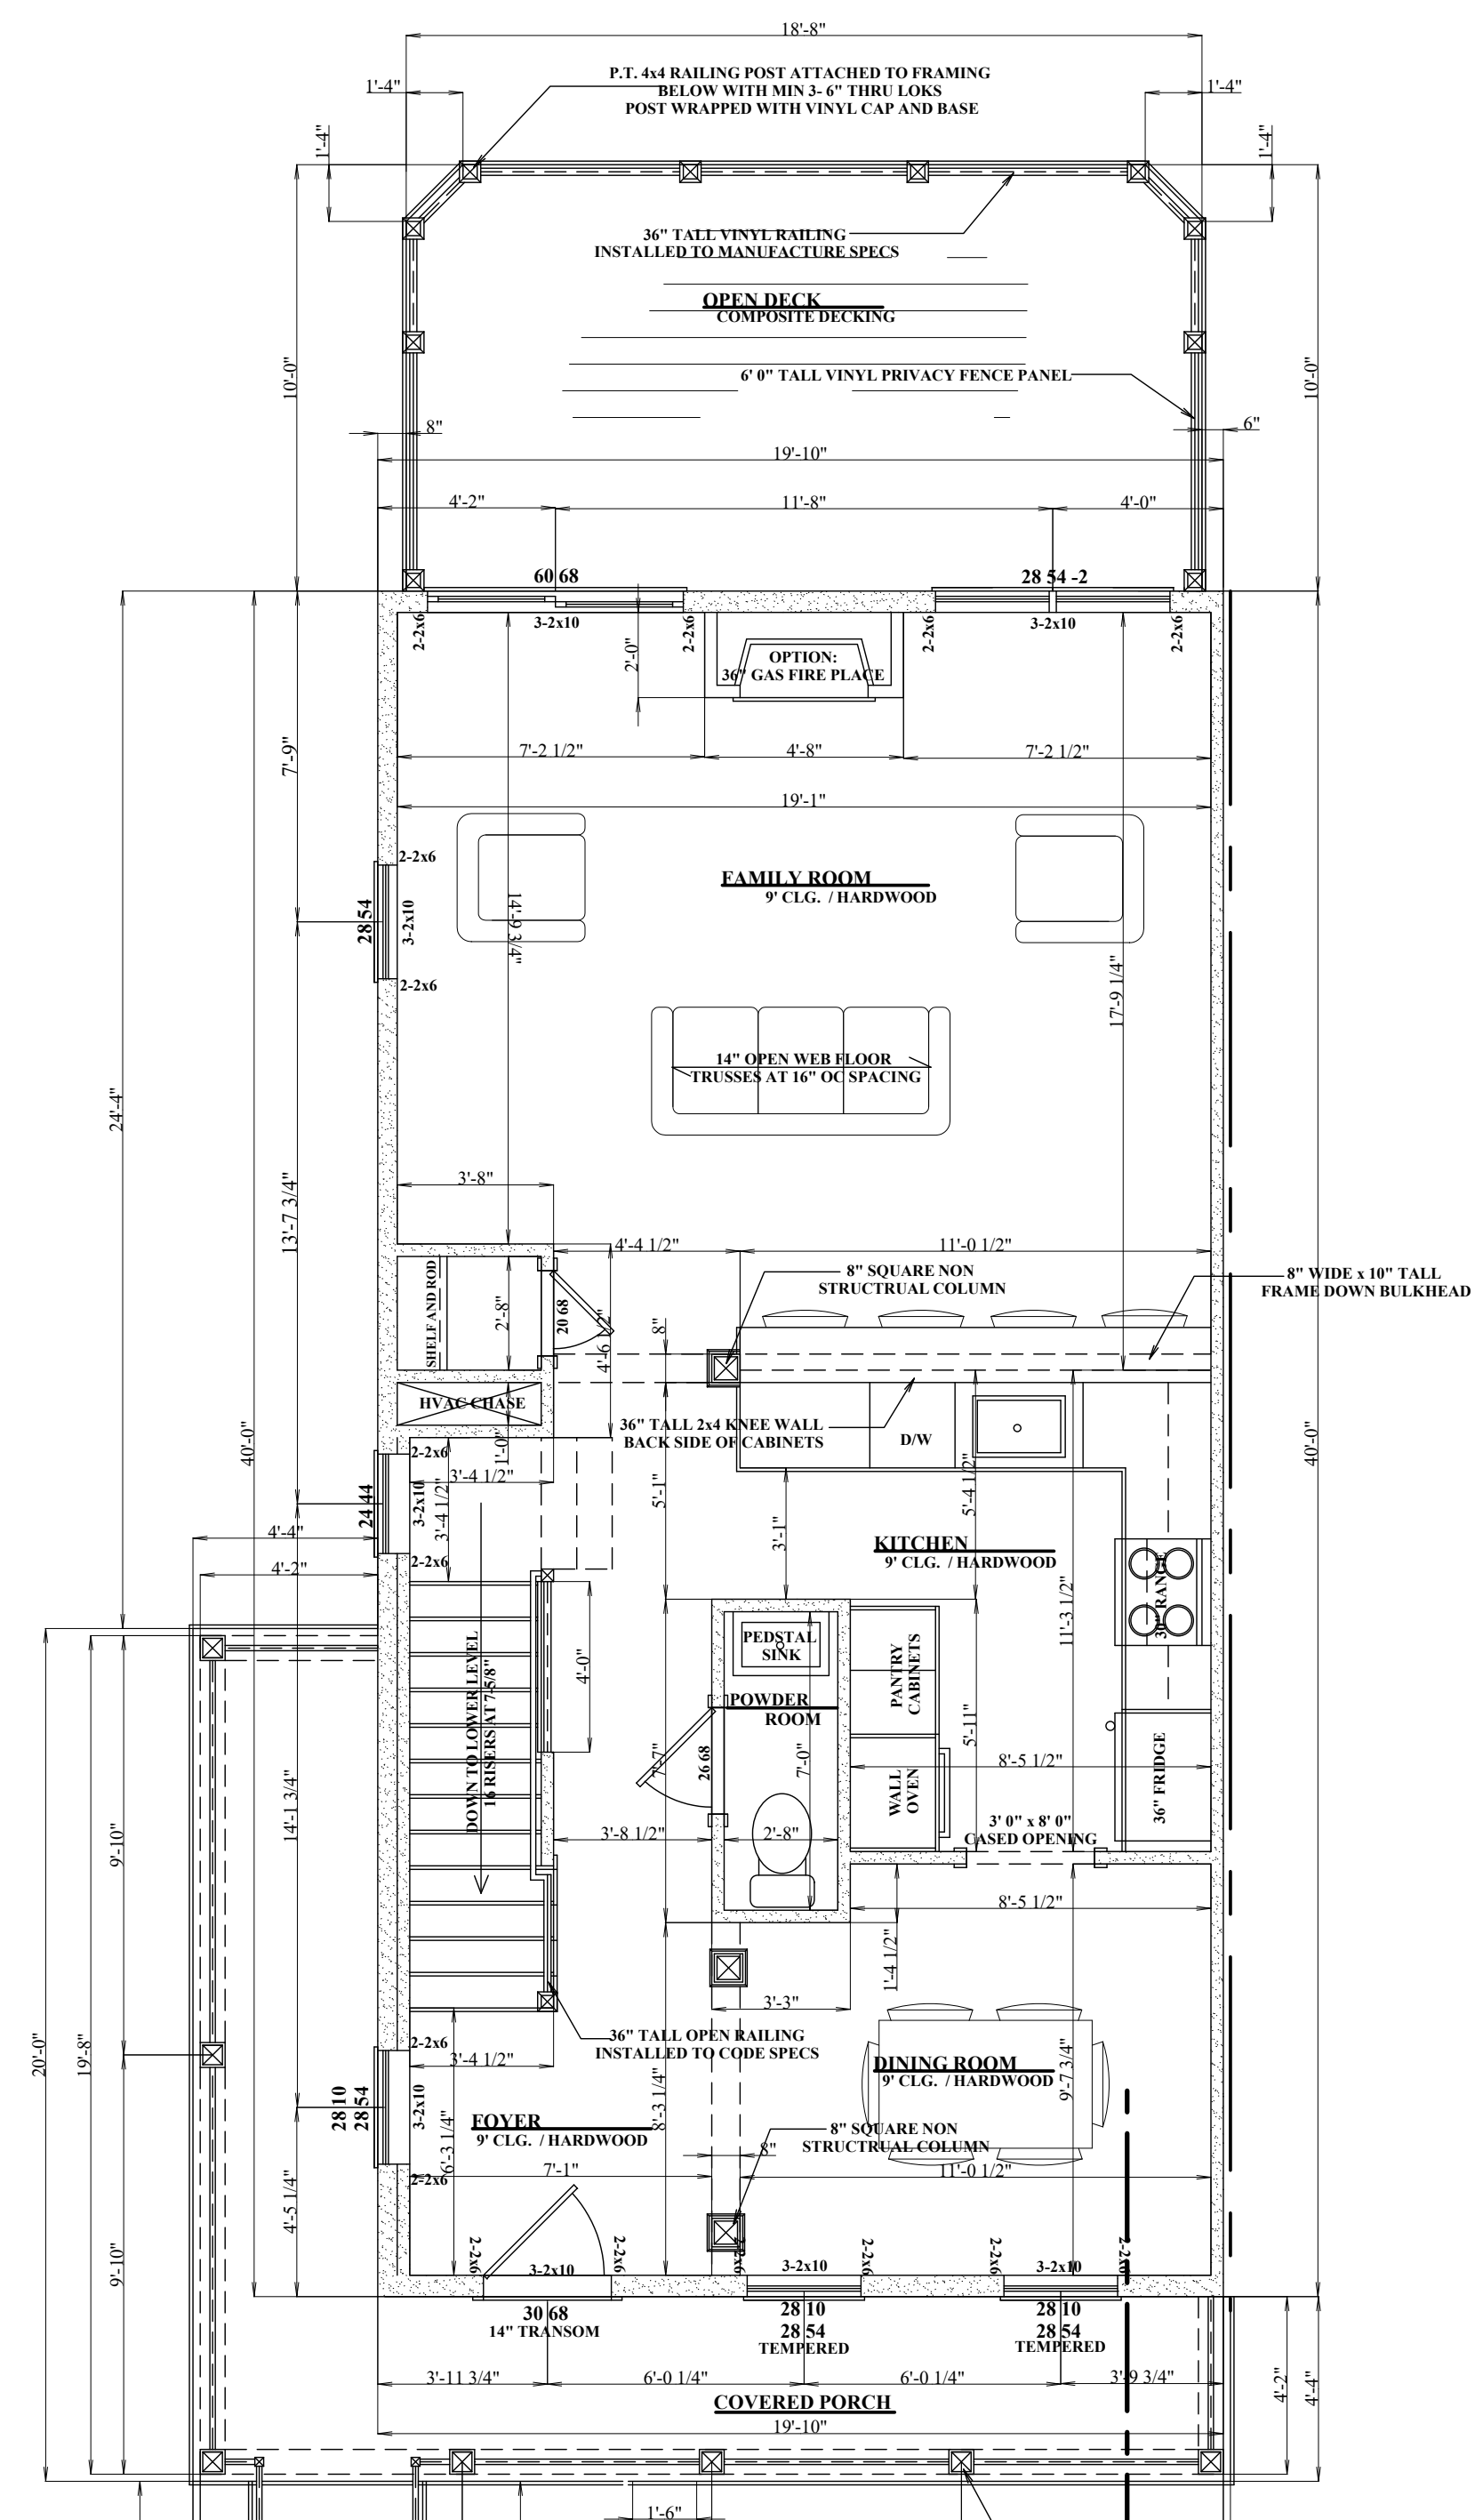 18'-8"
P.T. 4x4 RAILING POST ATTACHED TO FRAMING
BELOW WITH MIN 3- 6" THRU LOKS
POST WRAPPED WITH VINYL CAP AND BASE
1'-4"
1'-4"
1'-4"
1'-4"
36" TALL VINYL RAILING
INSTALLED TO MANUFACTURE SPECS
OPEN DECK
COMPOSITE DECKING
6' 0" TALL VINYL PRIVACY FENCE PANEL
10'-0"
10'-0"
8"
6"
19'-10"
4'-2"
11'-8"
4'-0"
60 68
28 54 -2
2-2x6
3-2x10
2-2x6
2-2x6
3-2x10
2-2x6
2'-0"
OPTION:
36" GAS FIRE PLACE
7'-9"
7'-2 1/2"
4'-8"
7'-2 1/2"
19'-1"
2-2x6
FAMILY ROOM
9' CLG. / HARDWOOD
28 54
3-2x10
14'-9 3/4"
2-2x6
17'-9 1/4"
24'-4"
14" OPEN WEB FLOOR
TRUSSES AT 16" OC SPACING
3'-8"
13'-7 3/4"
4'-4 1/2"
11'-0 1/2"
8" SQUARE NON
STRUCTRUAL COLUMN
8" WIDE x 10" TALL
FRAME DOWN BULKHEAD
SHELF AND ROD
2'-8"
20 68
4'-6 1/2"
8"
HVAC CHASE
36" TALL 2x4 KNEE WALL
BACK SIDE OF CABINETS
D/W
40'-0"
40'-0"
1'-0"
2-2x6
3'-4 1/2"
24 44
3-2x10
3'-4 1/2"
5'-1"
5'-4 1/2"
3'-1"
4'-4"
2-2x6
4'-2"
KITCHEN
9' CLG. / HARDWOOD
30" RANGE
11'-3 1/2"
PEDSTAL
SINK
DOWN TO LOWER LEVEL
16 RISERS AT 7-5/8"
4'-0"
PANTRY
CABINETS
POWDER
ROOM
5'-11"
7'-7"
26 68
7'-0"
8'-5 1/2"
36" FRIDGE
WALL
OVEN
14'-1 3/4"
9'-10"
3' 0" x 8' 0"
CASED OPENING
3'-8 1/2"
2'-8"
8'-5 1/2"
1'-4 1/2"
3'-3"
20'-0"
19'-8"
36" TALL OPEN RAILING
INSTALLED TO CODE SPECS
2-2x6
3'-4 1/2"
DINING ROOM
9' CLG. / HARDWOOD
9'-7 3/4"
28 10
28 54
3-2x10
FOYER
9' CLG. / HARDWOOD
8'-3 1/4"
6'-3 1/4"
8" SQUARE NON
STRUCTRUAL COLUMN
8"
2-2x6
7'-1"
11'-0 1/2"
4'-5 1/4"
9'-10"
2-2x6
3-2x10
2-2x6
2-2x6
3-2x10
2-2x6
2-2x6
3-2x10
2-2x6
30 68
14" TRANSOM
28 10
28 54
TEMPERED
28 10
28 54
TEMPERED
3'-11 3/4"
6'-0 1/4"
6'-0 1/4"
3'-9 3/4"
4'-2"
4'-4"
COVERED PORCH
19'-10"
1'-6"